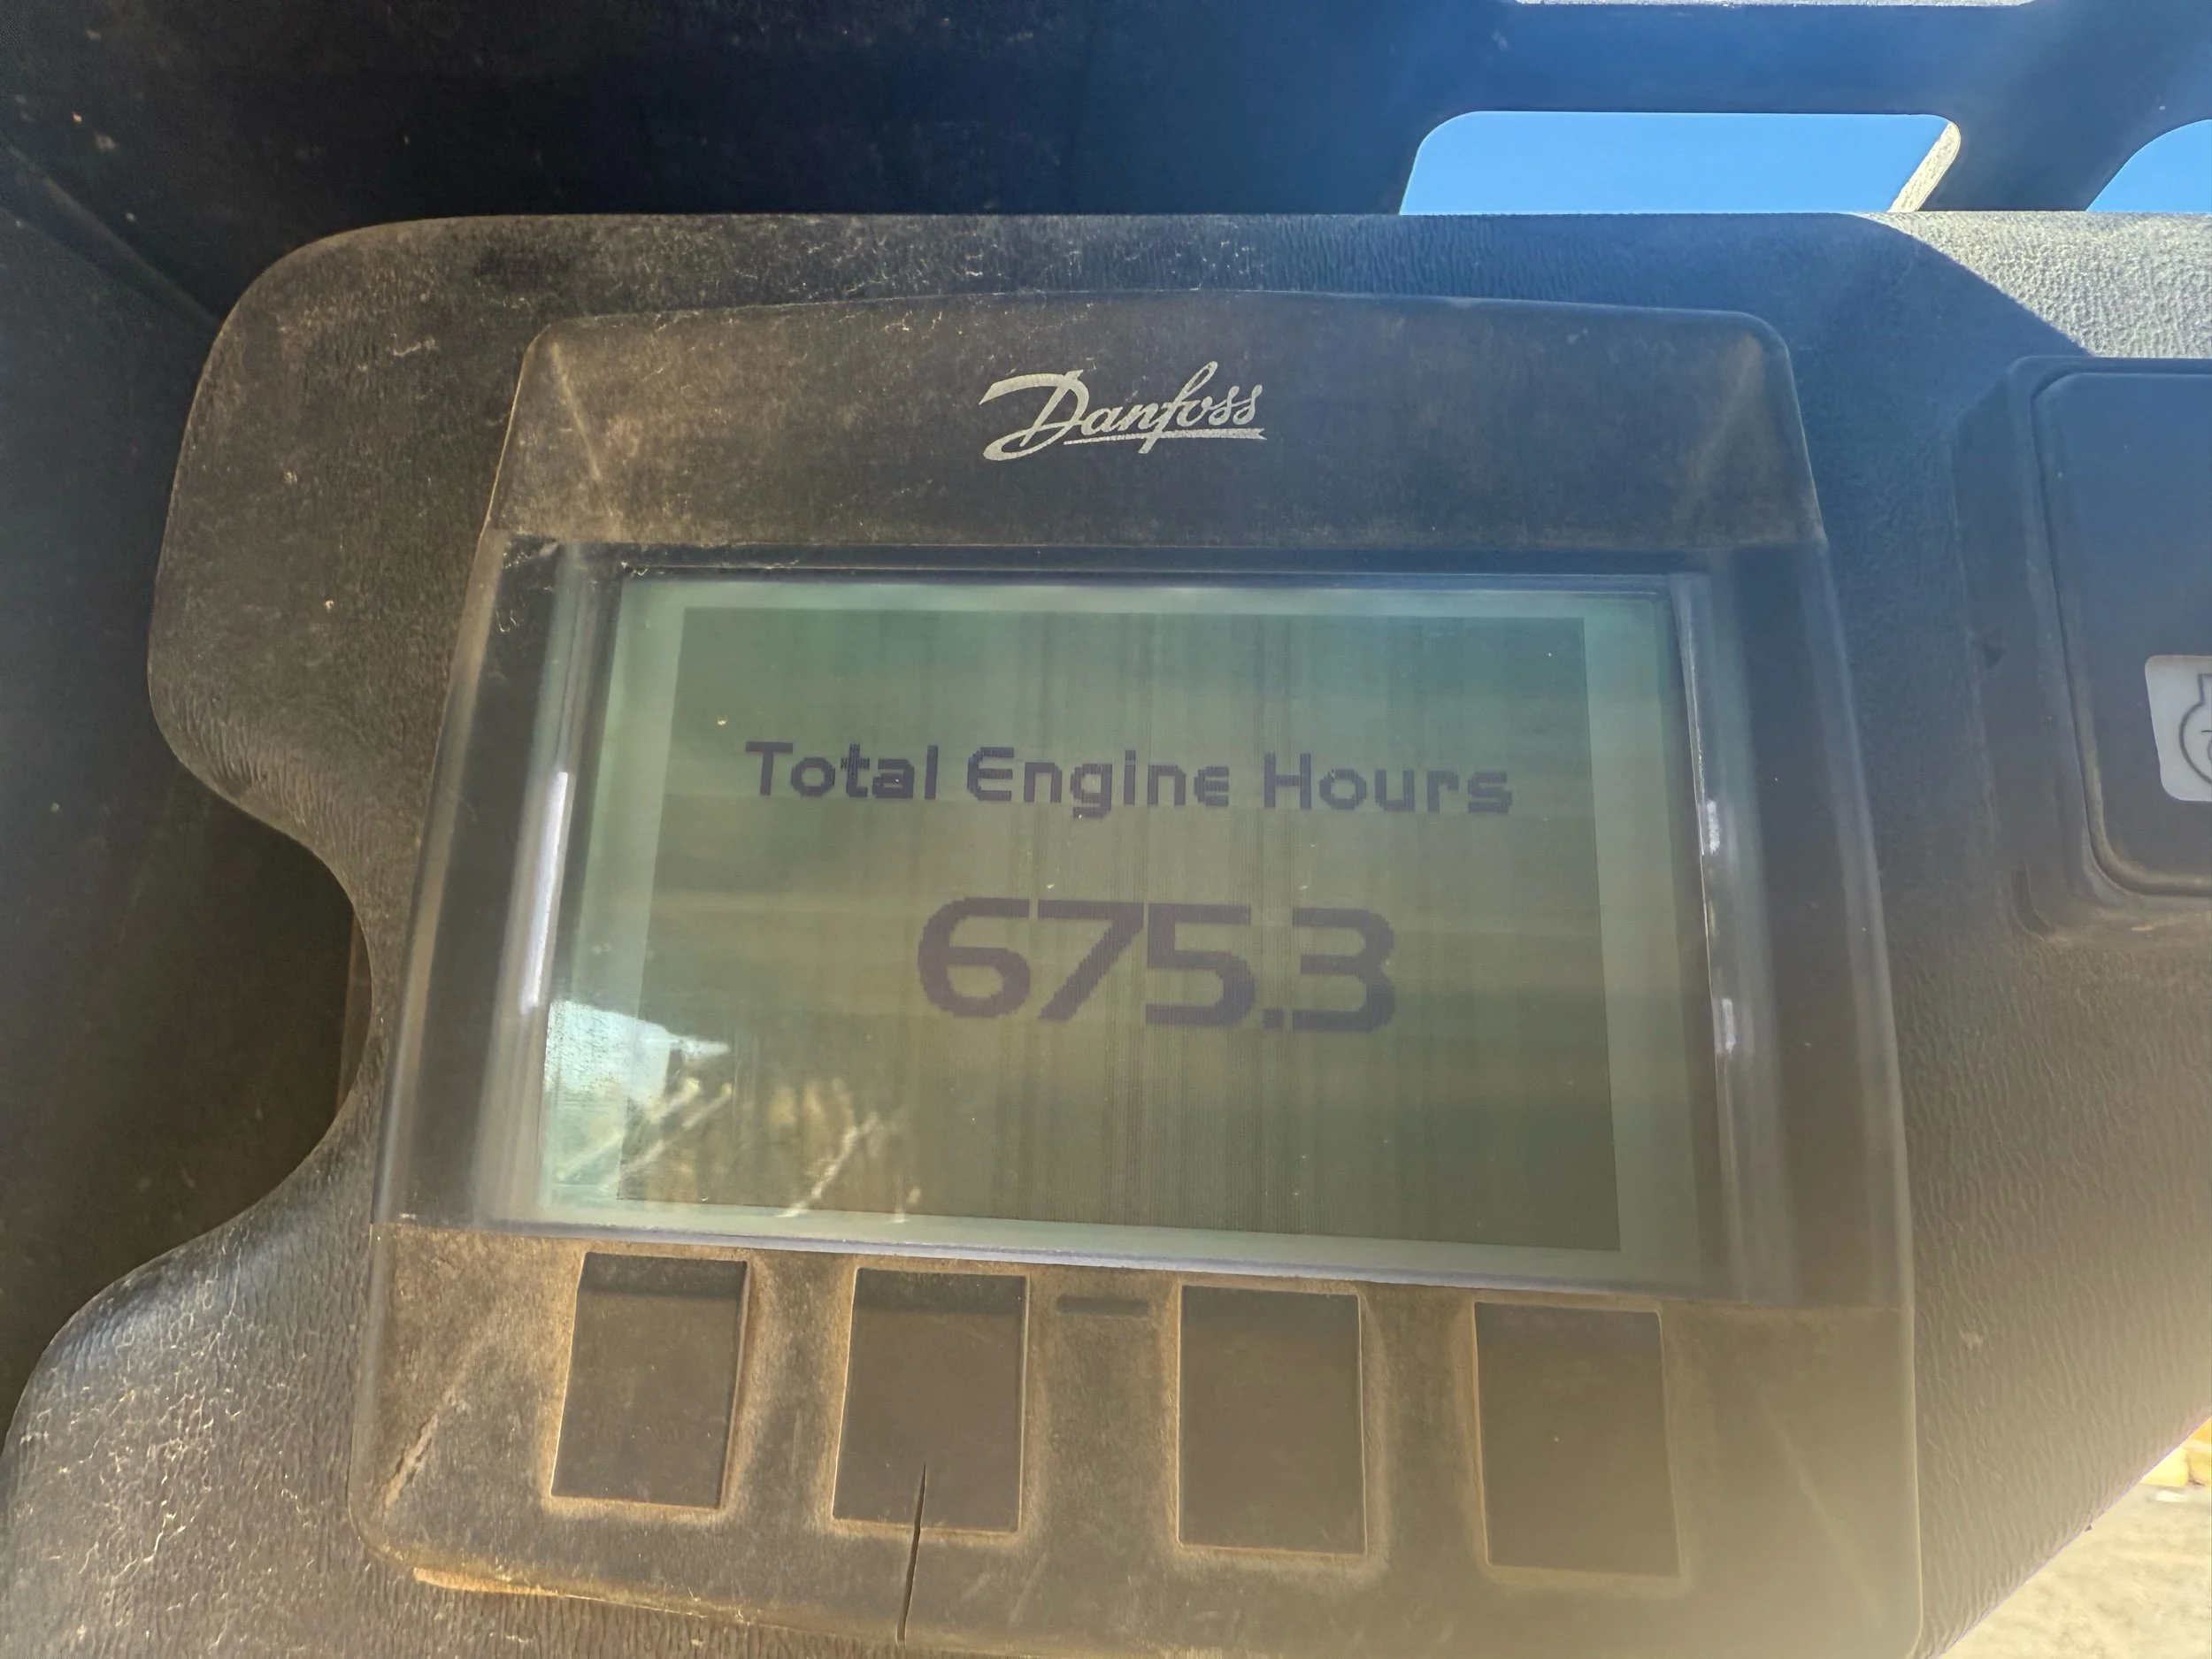 Danfoss
Total Engine Hours
675.3